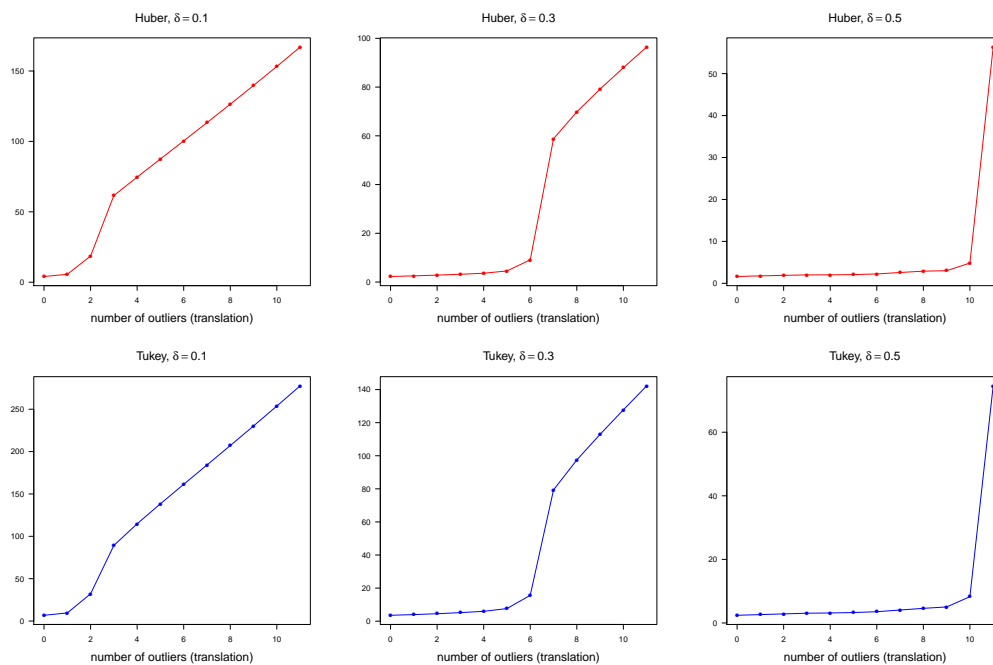 Huber, δ = 0.1
150
100
50
0
0 2 4 6 8 10
number of outliers (translation)
Huber, δ = 0.3
100
80
60
40
20
0
0 2 4 6 8 10
number of outliers (translation)
Huber, δ = 0.5
50
40
30
20
10
0
0 2 4 6 8 10
number of outliers (translation)
Tukey, δ = 0.1
250
200
150
100
50
0
0 2 4 6 8 10
number of outliers (translation)
Tukey, δ = 0.3
140
120
100
80
60
40
20
0
0 2 4 6 8 10
number of outliers (translation)
Tukey, δ = 0.5
60
40
20
0
0 2 4 6 8 10
number of outliers (translation)